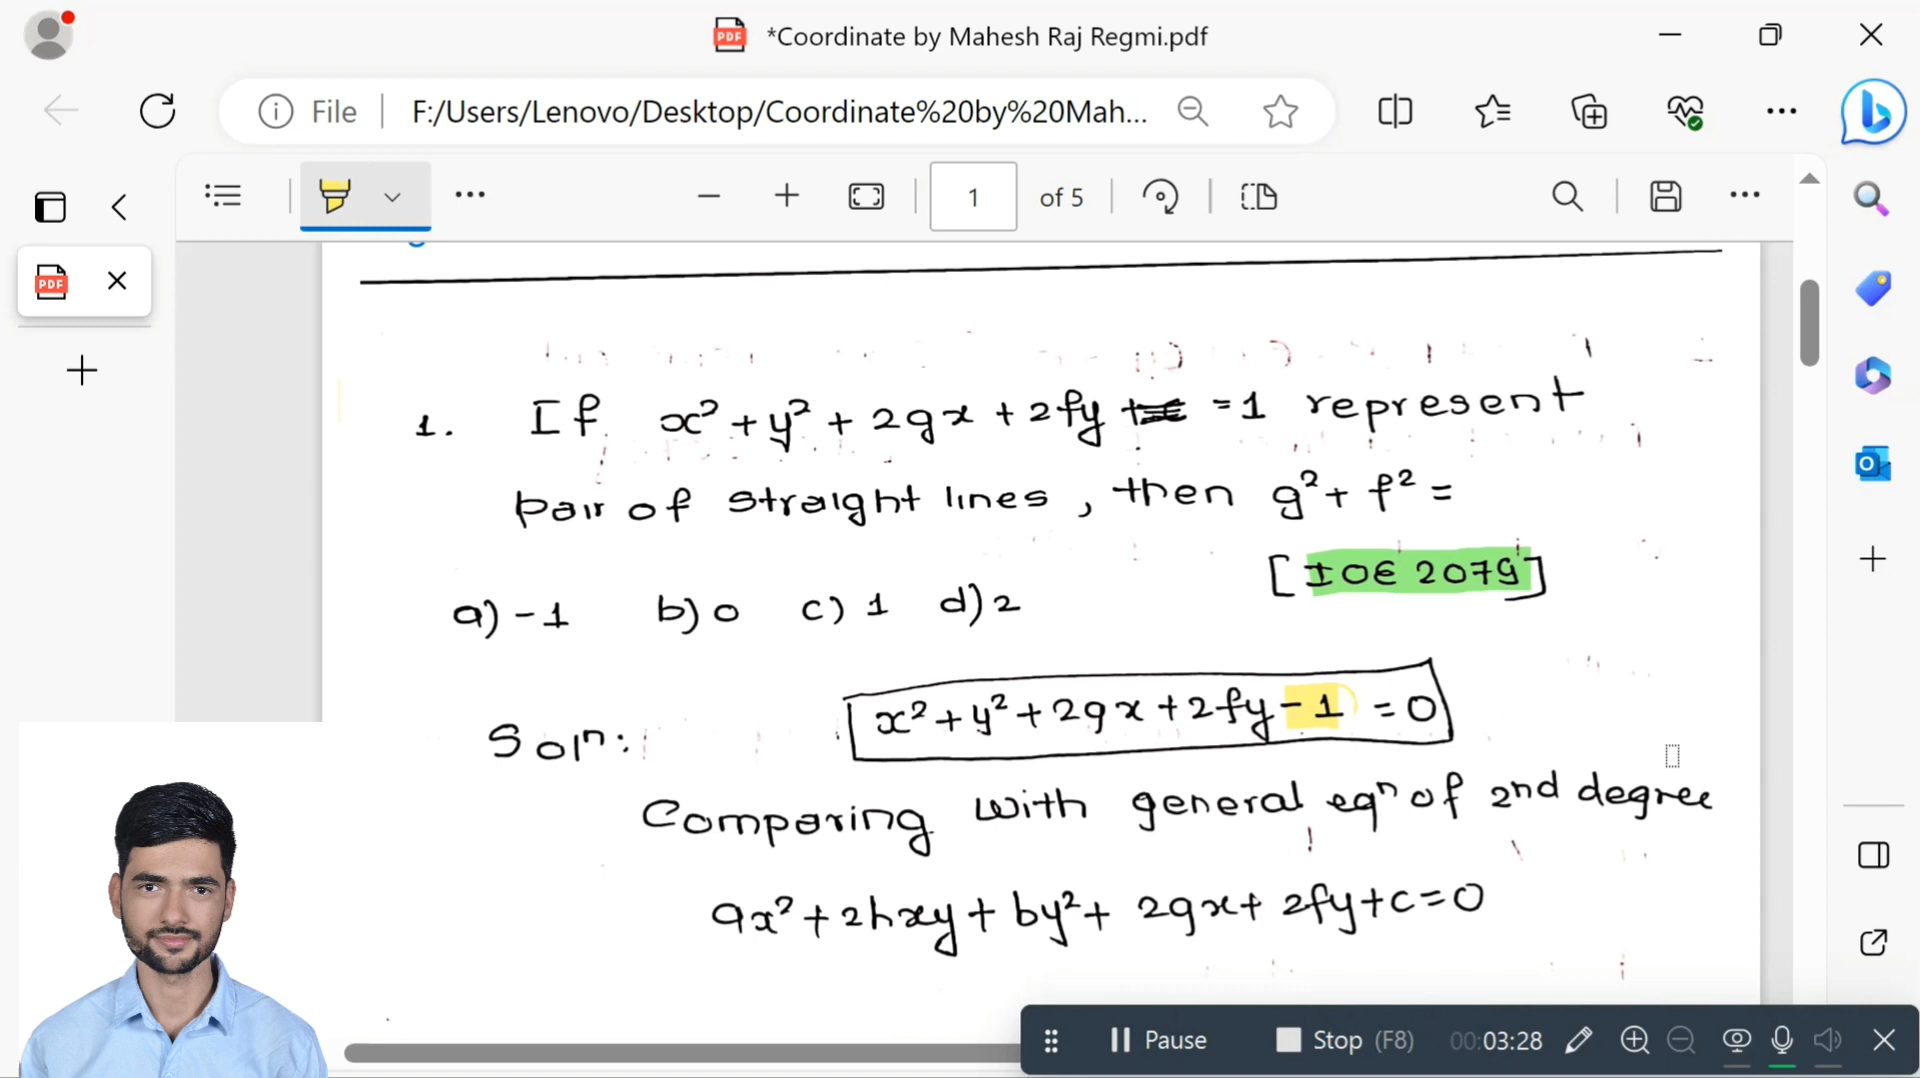 *Coordinate by Mahesh Raj Regmi.pdf
File F:/Users/Lenovo/Desktop/Coordinate%20by%20Mah...
1 of 5
1. If x² + y² + 2gx + 2fy = 1 represent
pair of straight lines, then g² + f² =
[IOE 2079]
a) -1 b) 0 c) 1 d) 2
Solⁿ: x² + y² + 2gx + 2fy - 1 = 0
Comparing with general eqⁿ of 2nd degree
ax² + 2hxy + by² + 2gx + 2fy + c = 0
Pause Stop (F8) 00:03:28